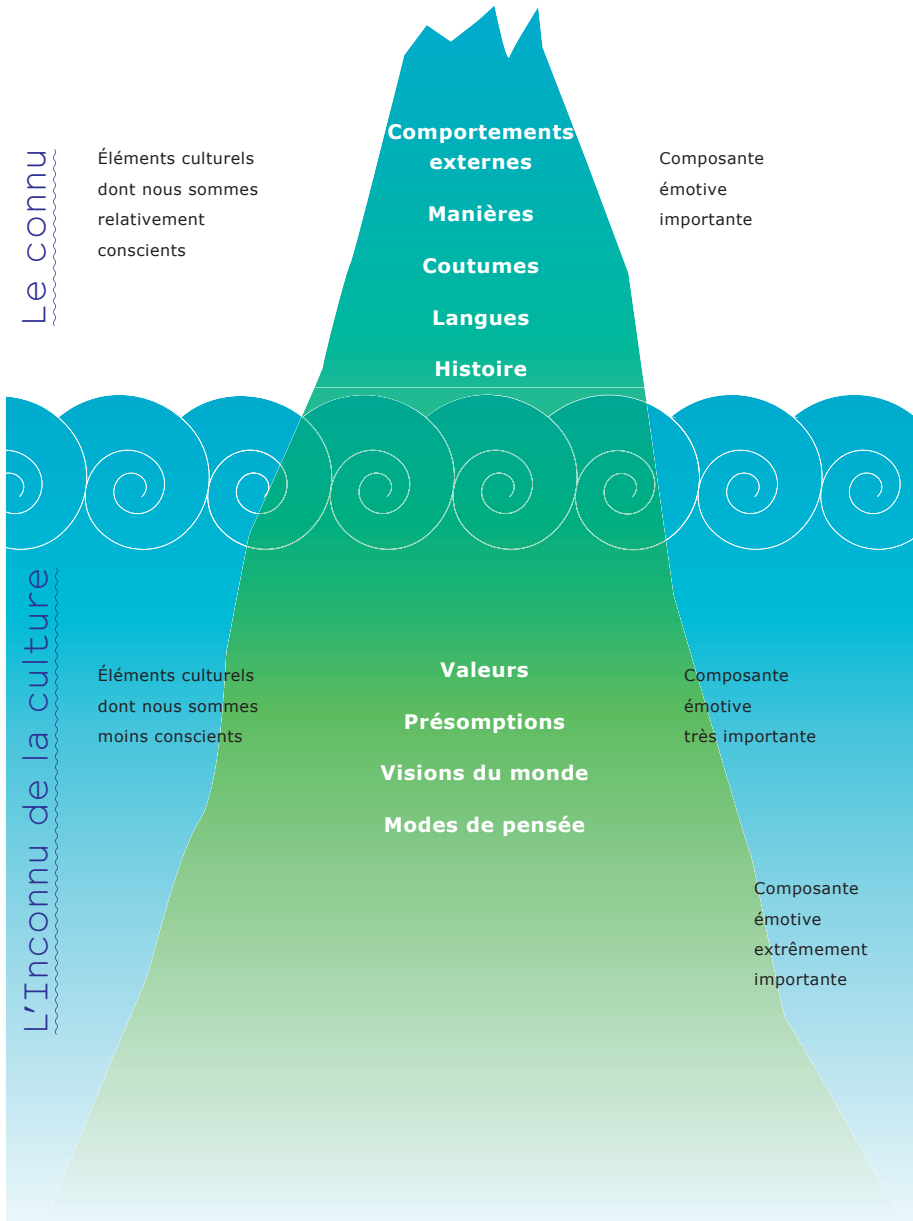 Le connu
Éléments culturels
dont nous sommes
relativement
conscients
Comportements
externes
Manières
Coutumes
Langues
Histoire
Composante
émotive
importante
L'Inconnu de la culture
Éléments culturels
dont nous sommes
moins conscients
Valeurs
Présomptions
Visions du monde
Modes de pensée
Composante
émotive
très importante
Composante
émotive
extrêmement
importante